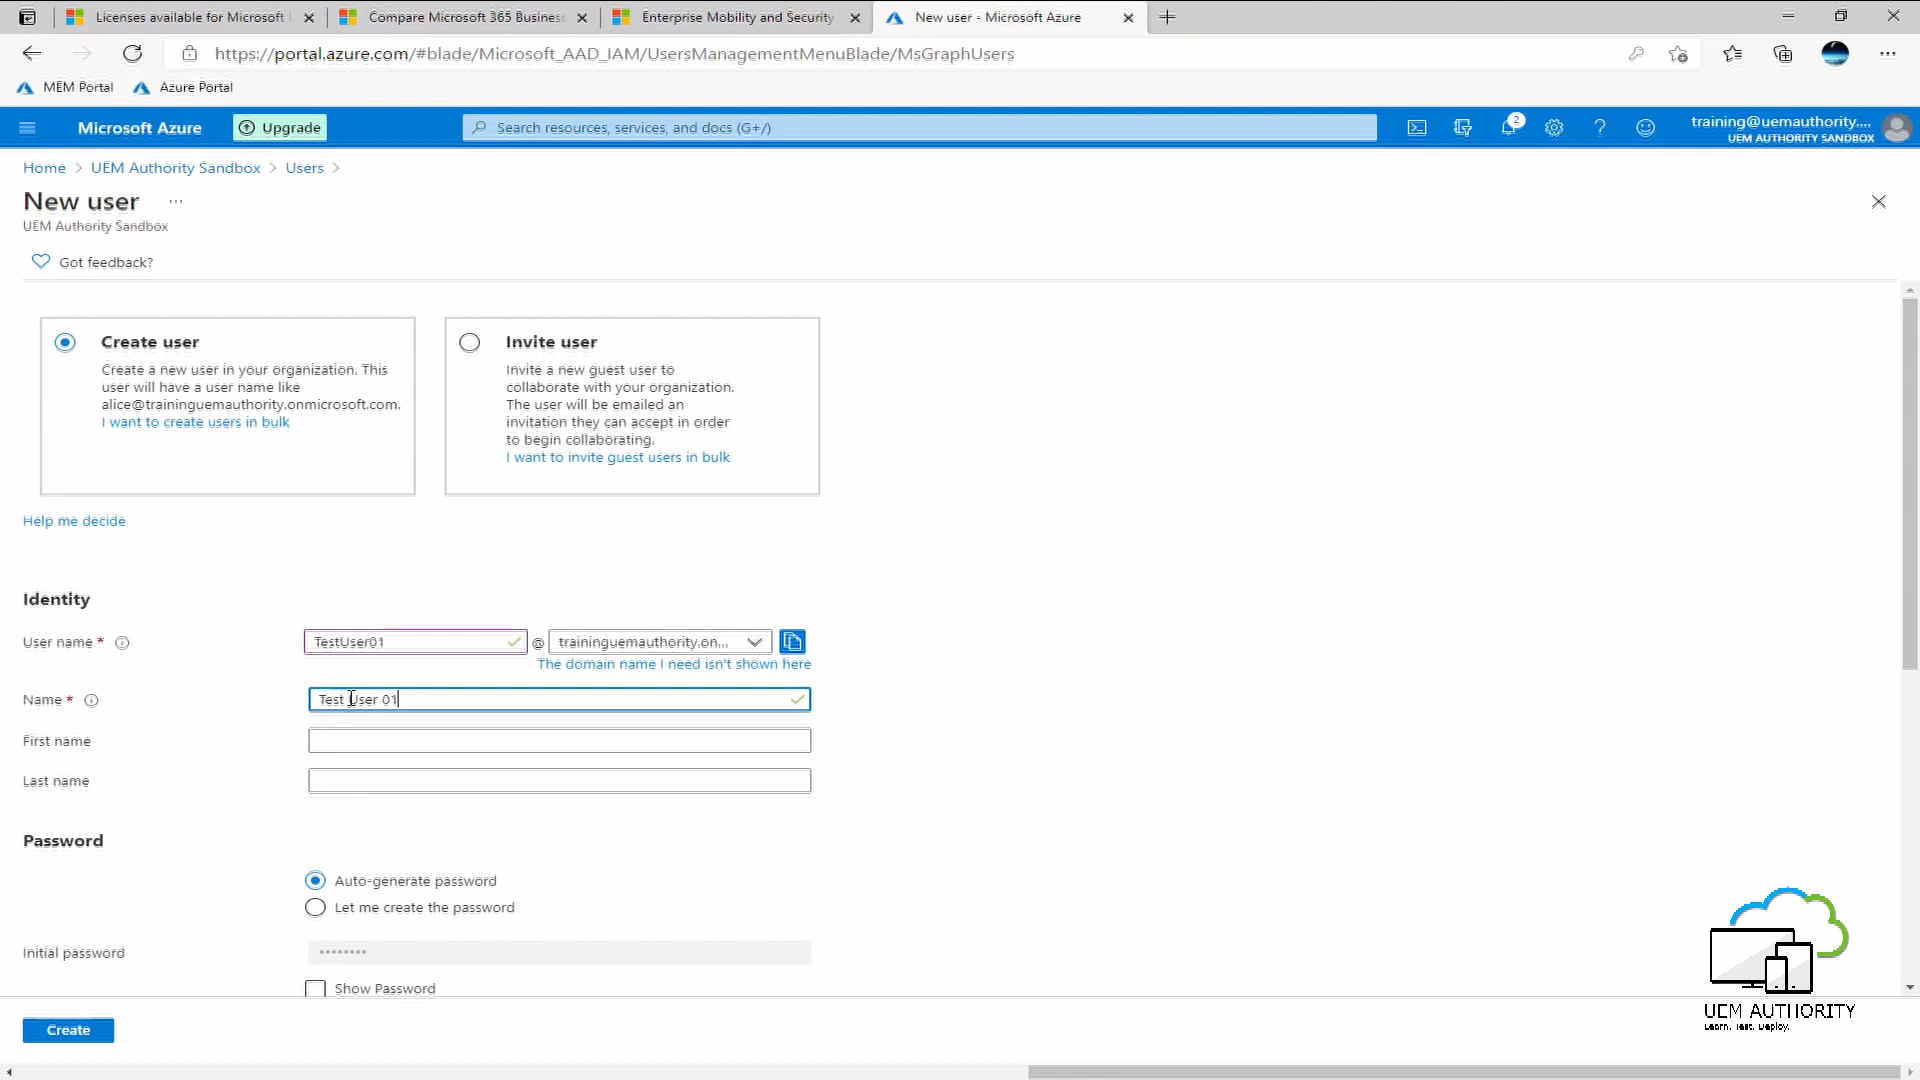 Licenses available for Microsoft
Compare Microsoft 365 Business
Enterprise Mobility and Security
New user - Microsoft Azure
https://portal.azure.com/#blade/Microsoft_AAD_IAM/UsersManagementMenuBlade/MsGraphUsers
MEM Portal
Azure Portal
Microsoft Azure
Upgrade
Search resources, services, and docs (G+/)
2
training@uemauthority....
UEM AUTHORITY SANDBOX
Home > UEM Authority Sandbox > Users >
New user ...
UEM Authority Sandbox
Got feedback?
Create user
Create a new user in your organization. This
user will have a user name like
alice@traininguemauthority.onmicrosoft.com.
I want to create users in bulk
Invite user
Invite a new guest user to
collaborate with your organization.
The user will be emailed an
invitation they can accept in order
to begin collaborating.
I want to invite guest users in bulk
Help me decide
Identity
User name *
TestUser01
@
traininguemauthority.on...
The domain name I need isn't shown here
Name *
Test User 01
First name
Last name
Password
Auto-generate password
Let me create the password
Initial password
••••••••
Show Password
Create
UEM AUTHORITY
Learn. Test. Deploy.